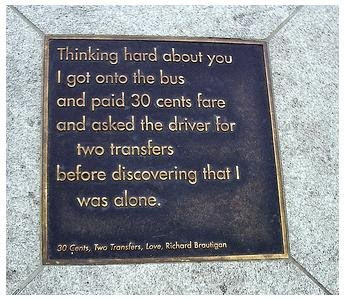 Thinking hard about you
I got onto the bus
and paid 30 cents fare
and asked the driver for
two transfers
before discovering that I
was alone.
30 Cents, Two Transfers, Love, Richard Brautigan